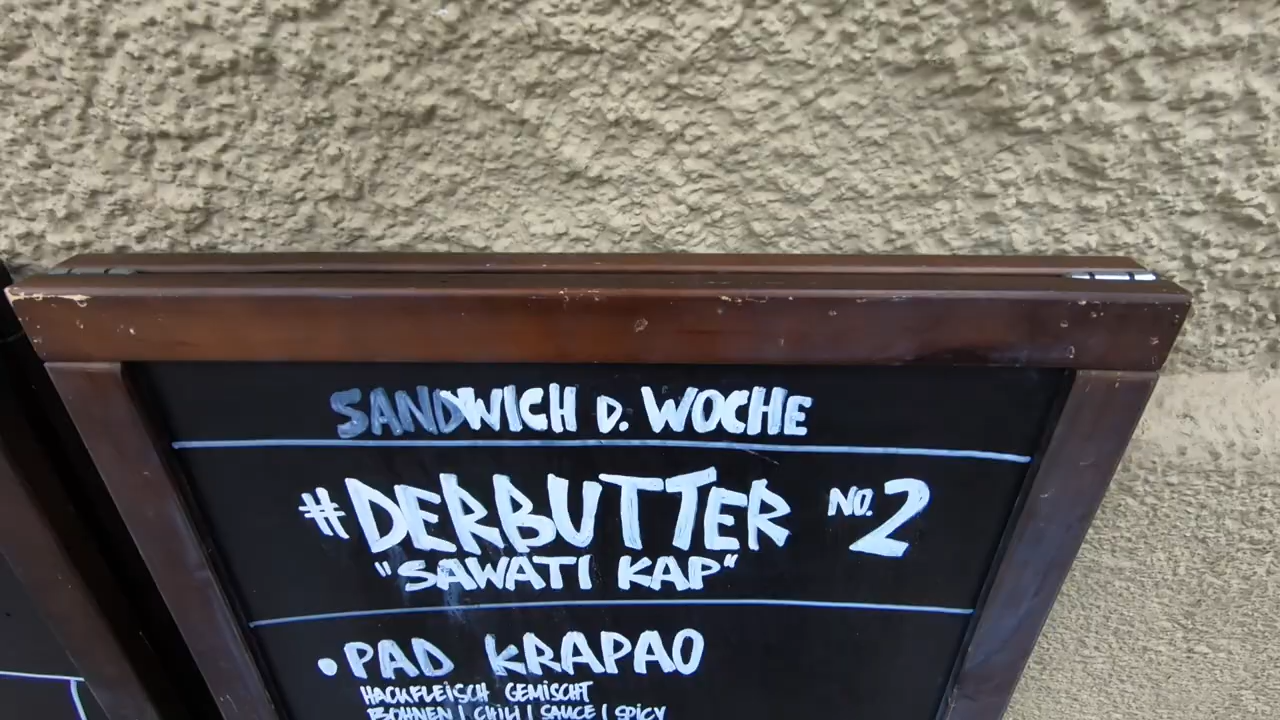 SANDWICH D. WOCHE
#DERBUTTER NO. 2
"SAWATI KAP"
• PAD KRAPAO
HACKFLEISCH GEMISCHT
BOHNEN | CHILI | SAUCE | SPICY